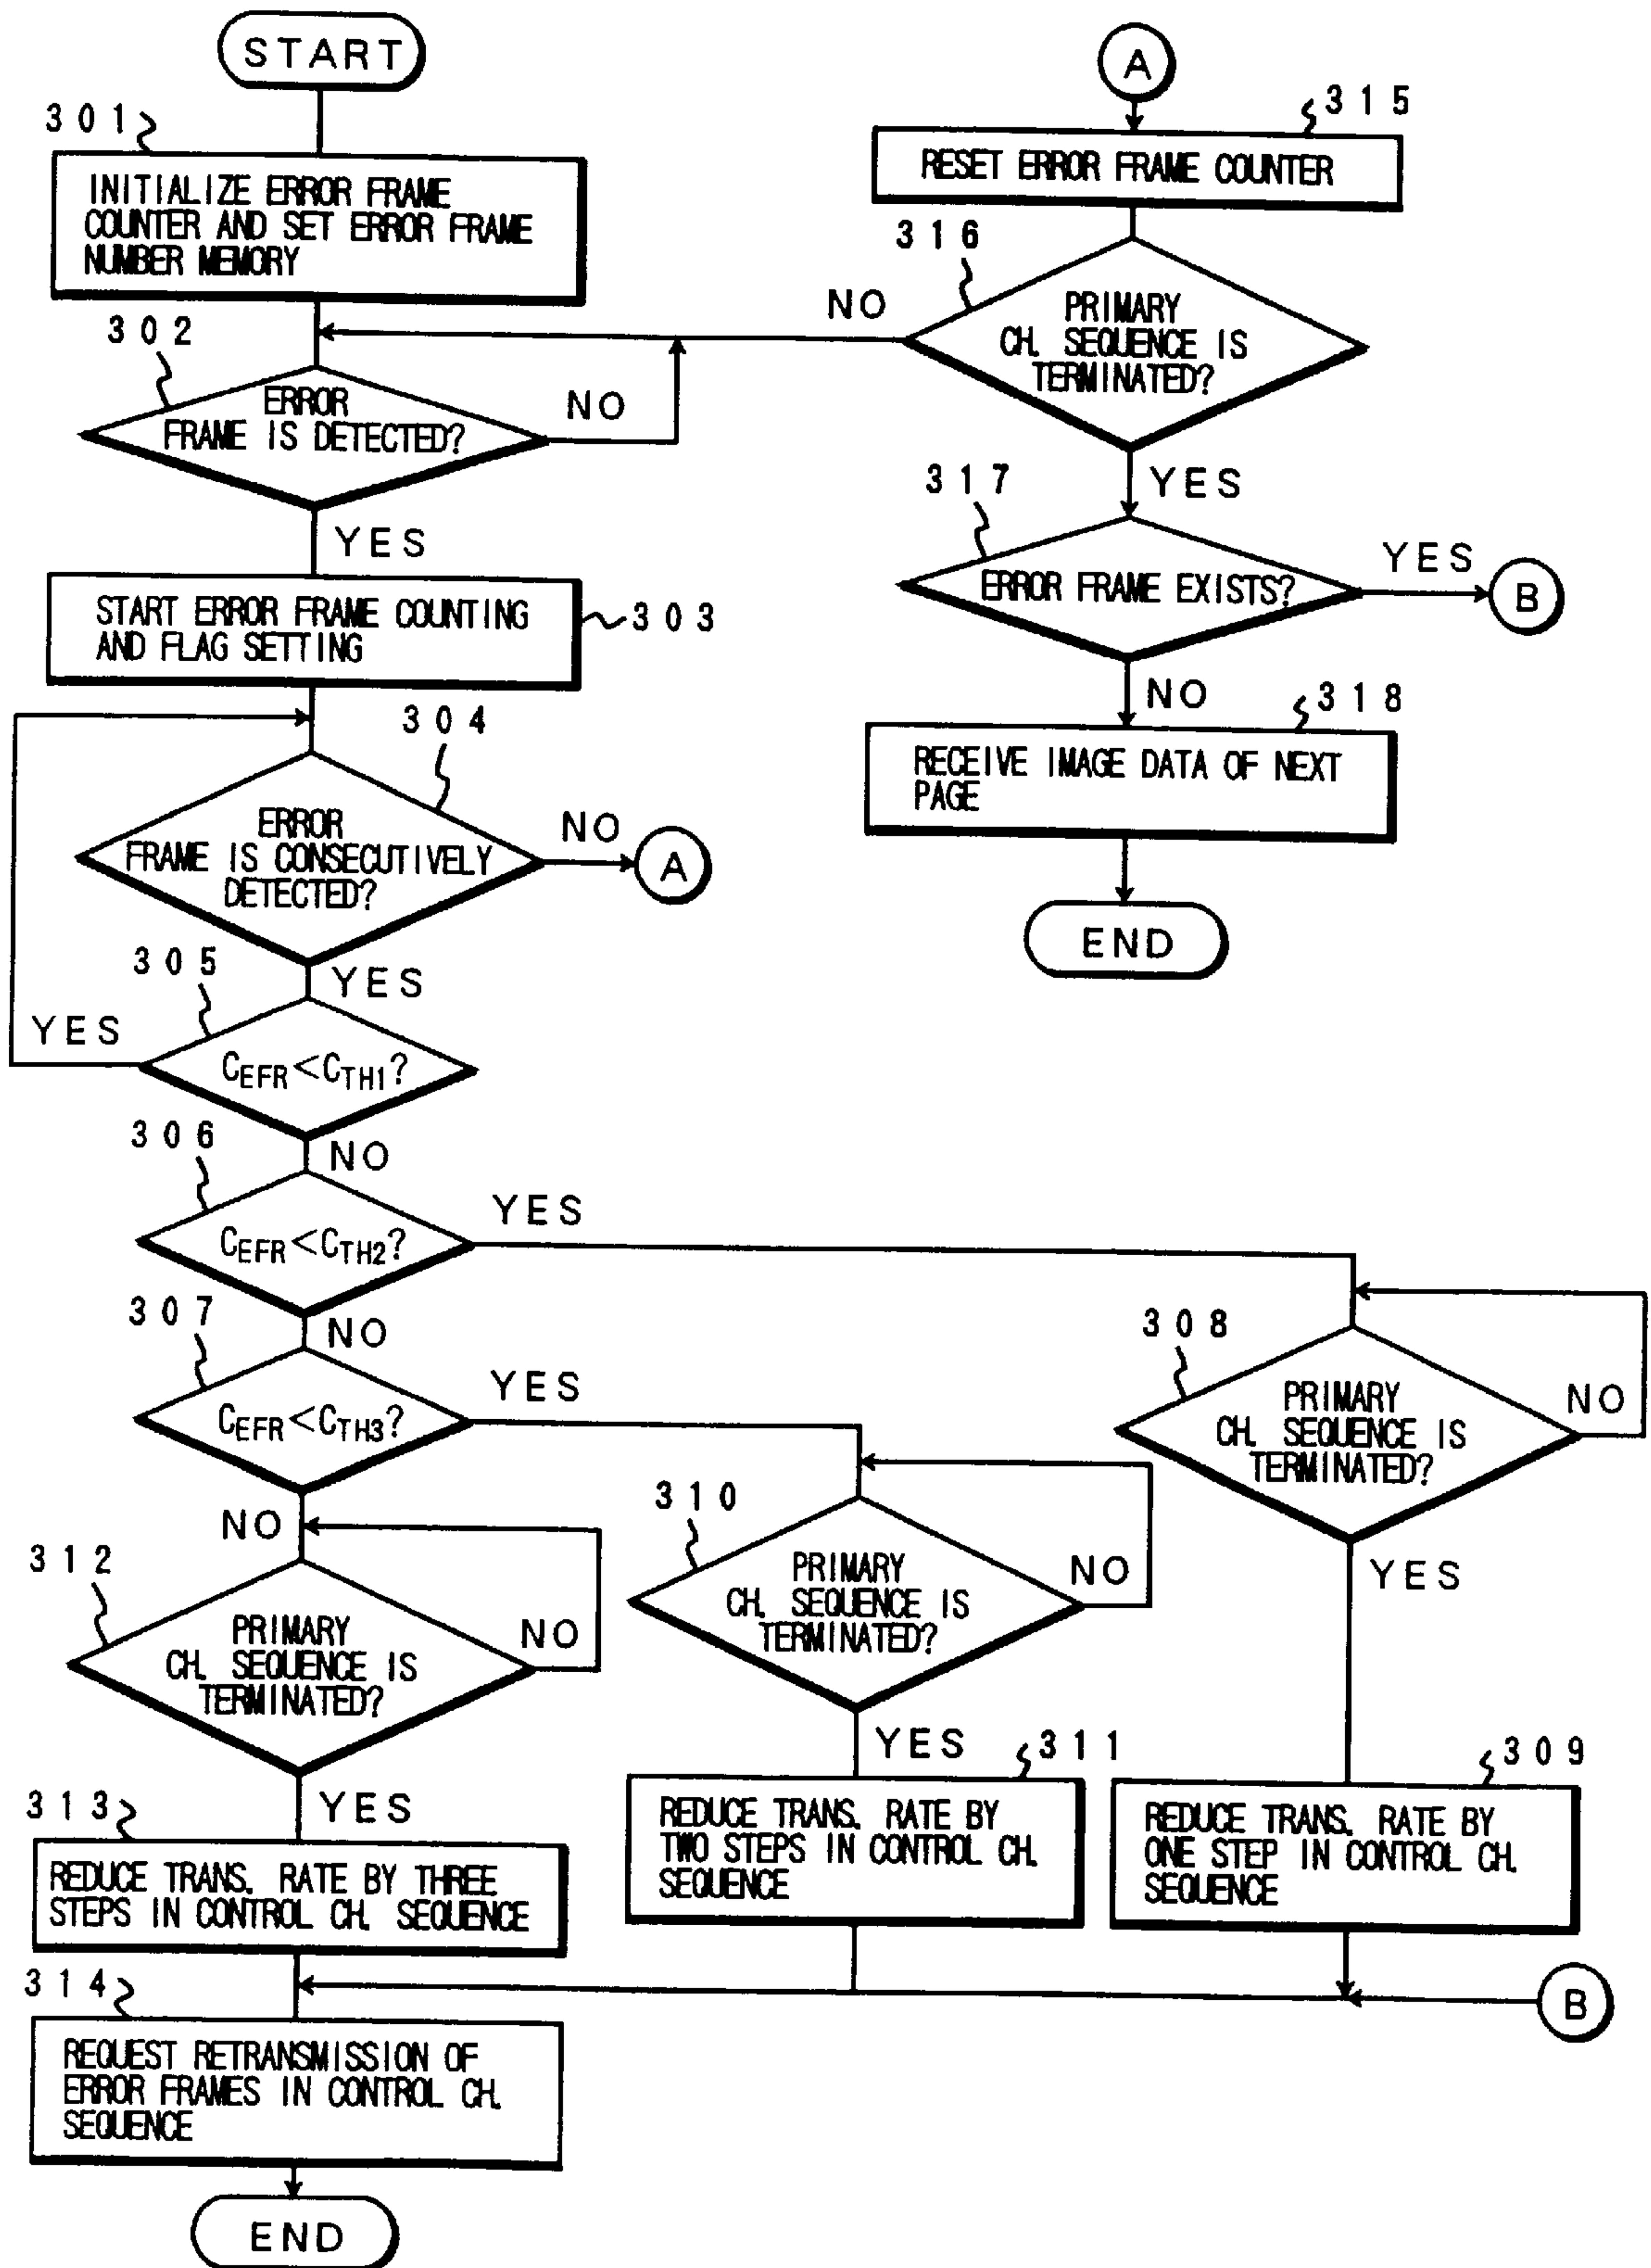 START
301
INITIALIZE ERROR FRAME
COUNTER AND SET ERROR FRAME
NUMBER MEMORY
302
ERROR
FRAME IS DETECTED?
NO
YES
START ERROR FRAME COUNTING
AND FLAG SETTING
303
304
ERROR
FRAME IS CONSECUTIVELY
DETECTED?
NO
A
YES
305
CEFR<CTH1?
YES
NO
306
CEFR<CTH2?
YES
NO
307
CEFR<CTH3?
YES
NO
312
PRIMARY
CH. SEQUENCE IS
TERMINATED?
NO
YES
313
REDUCE TRANS. RATE BY THREE
STEPS IN CONTROL CH. SEQUENCE
310
PRIMARY
CH. SEQUENCE IS
TERMINATED?
NO
YES
311
REDUCE TRANS. RATE BY
TWO STEPS IN CONTROL CH.
SEQUENCE
308
PRIMARY
CH. SEQUENCE IS
TERMINATED?
NO
YES
309
REDUCE TRANS. RATE BY
ONE STEP IN CONTROL CH.
SEQUENCE
B
314
REQUEST RETRANSMISSION OF
ERROR FRAMES IN CONTROL CH.
SEQUENCE
END
A
315
RESET ERROR FRAME COUNTER
316
PRIMARY
CH. SEQUENCE IS
TERMINATED?
NO
YES
317
ERROR FRAME EXISTS?
YES
B
NO
318
RECEIVE IMAGE DATA OF NEXT
PAGE
END